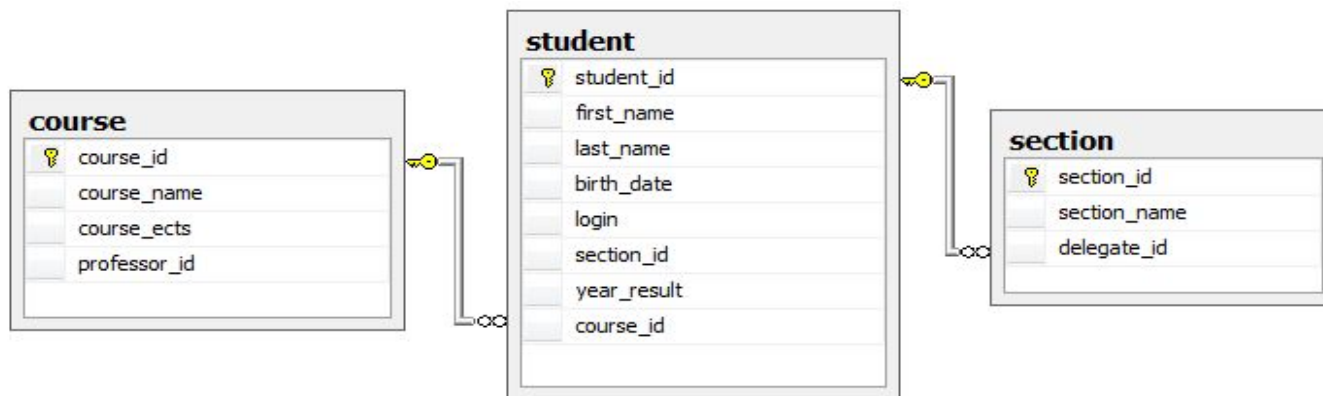 course
course_id
course_name
course_ects
professor_id
student
student_id
first_name
last_name
birth_date
login
section_id
year_result
course_id
section
section_id
section_name
delegate_id